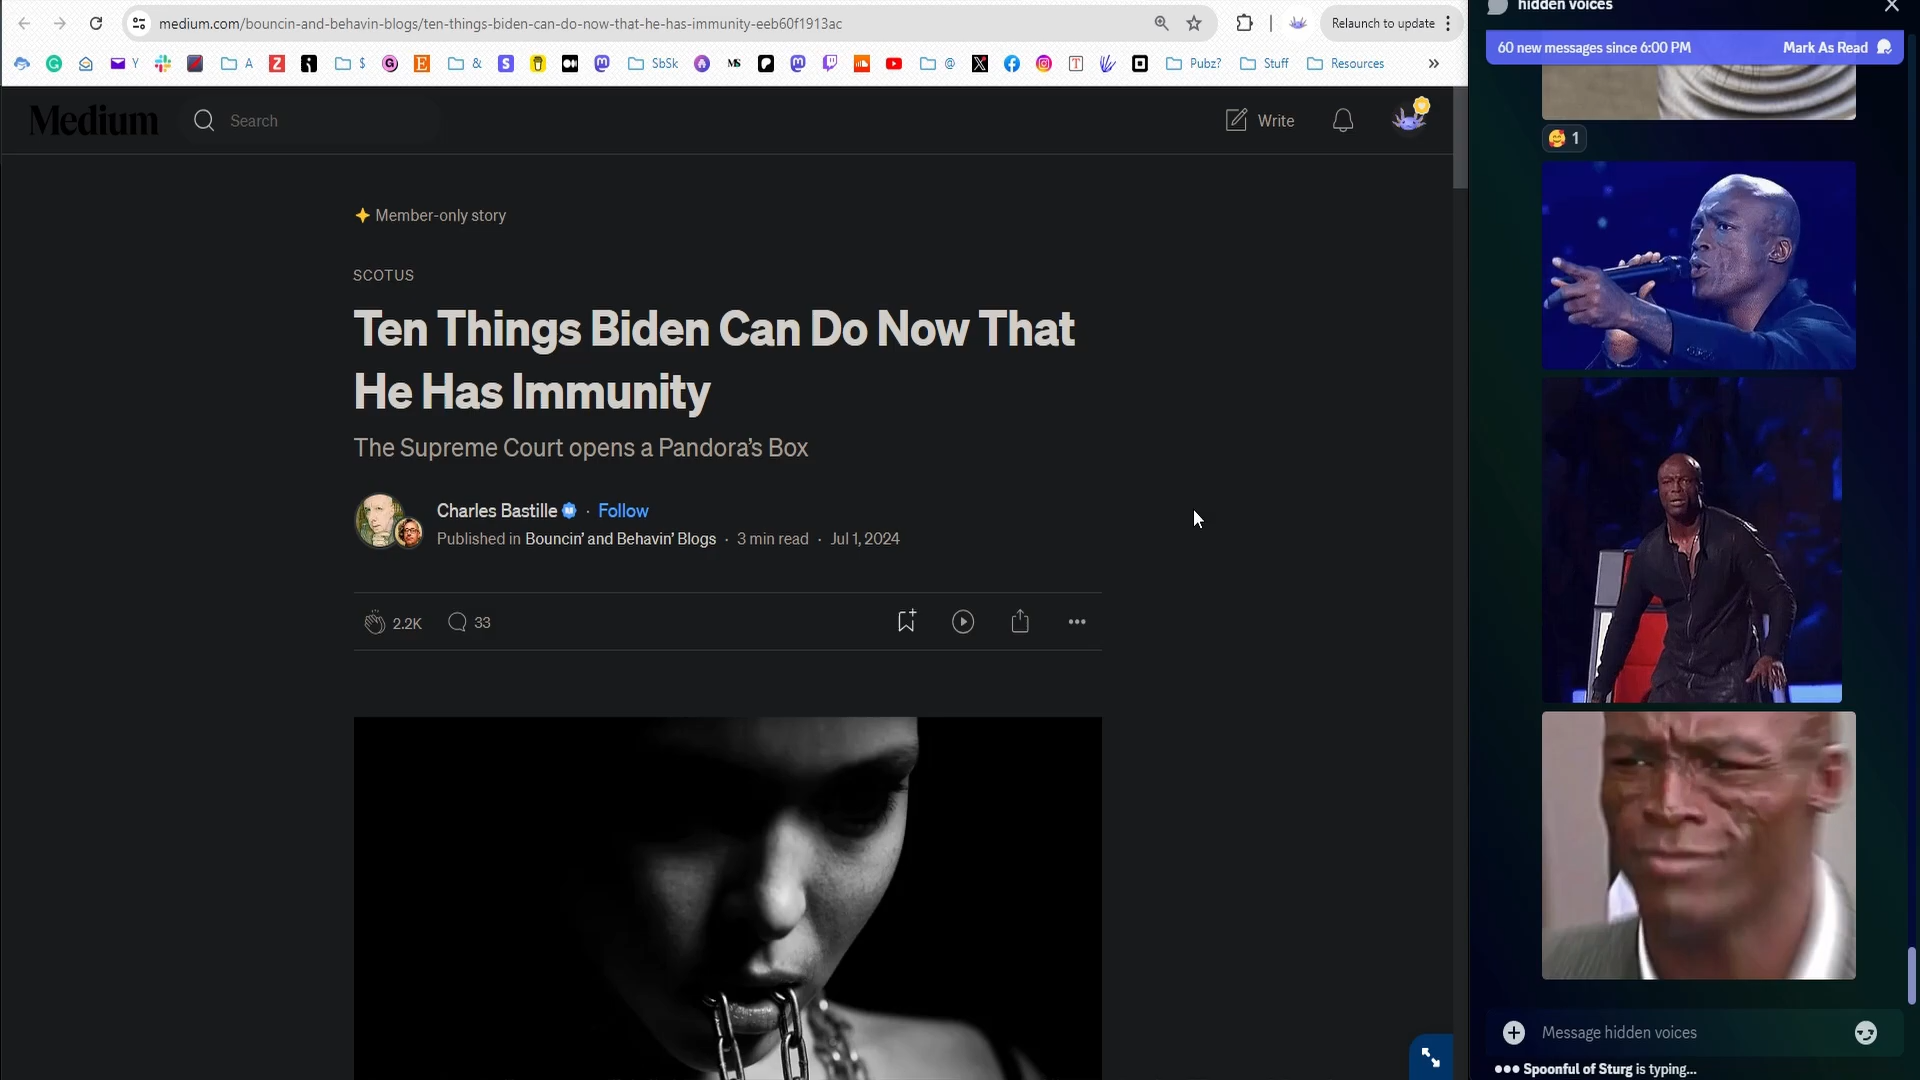 medium.com/bouncin-and-behavin-blogs/ten-things-biden-can-do-now-that-he-has-immunity-eeb60f1913ac
Relaunch to update
Y
A
$
&
SbSk
@
Pubz?
Stuff
Resources
»
Medium
Search
Write
Member-only story
SCOTUS
Ten Things Biden Can Do Now That
He Has Immunity
The Supreme Court opens a Pandora's Box
Charles Bastille · Follow
Published in Bouncin' and Behavin' Blogs · 3 min read · Jul 1, 2024
2.2K
33
hidden voices
60 new messages since 6:00 PM
Mark As Read
1
Message hidden voices
Spoonful of Sturg is typing...